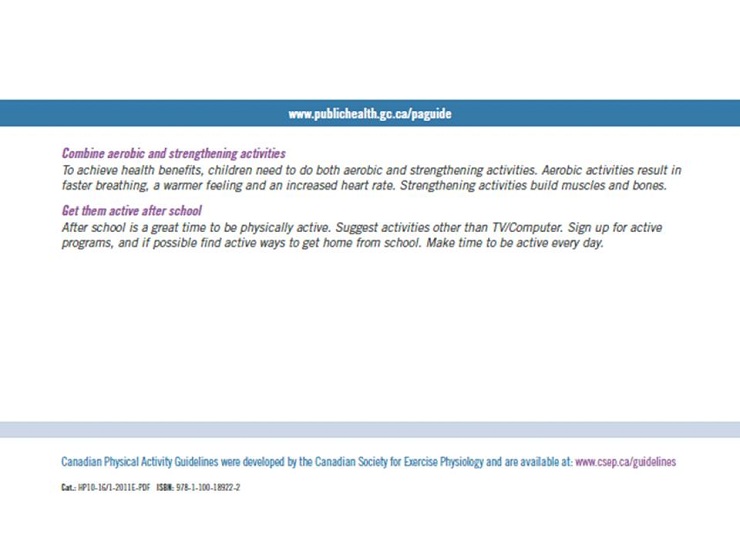 www.publichealth.gc.ca/paguide
Combine aerobic and strengthening activities
To achieve health benefits, children need to do both aerobic and strengthening activities. Aerobic activities result in
faster breathing, a warmer feeling and an increased heart rate. Strengthening activities build muscles and bones.
Get them active after school
After school is a great time to be physically active. Suggest activities other than TV/Computer. Sign up for active
programs, and if possible find active ways to get home from school. Make time to be active every day.
Canadian Physical Activity Guidelines were developed by the Canadian Society for Exercise Physiology and are available at: www.csep.ca/guidelines
Cat.: HP10-16/1-2011E-PDF ISBN: 978-1-100-18922-2